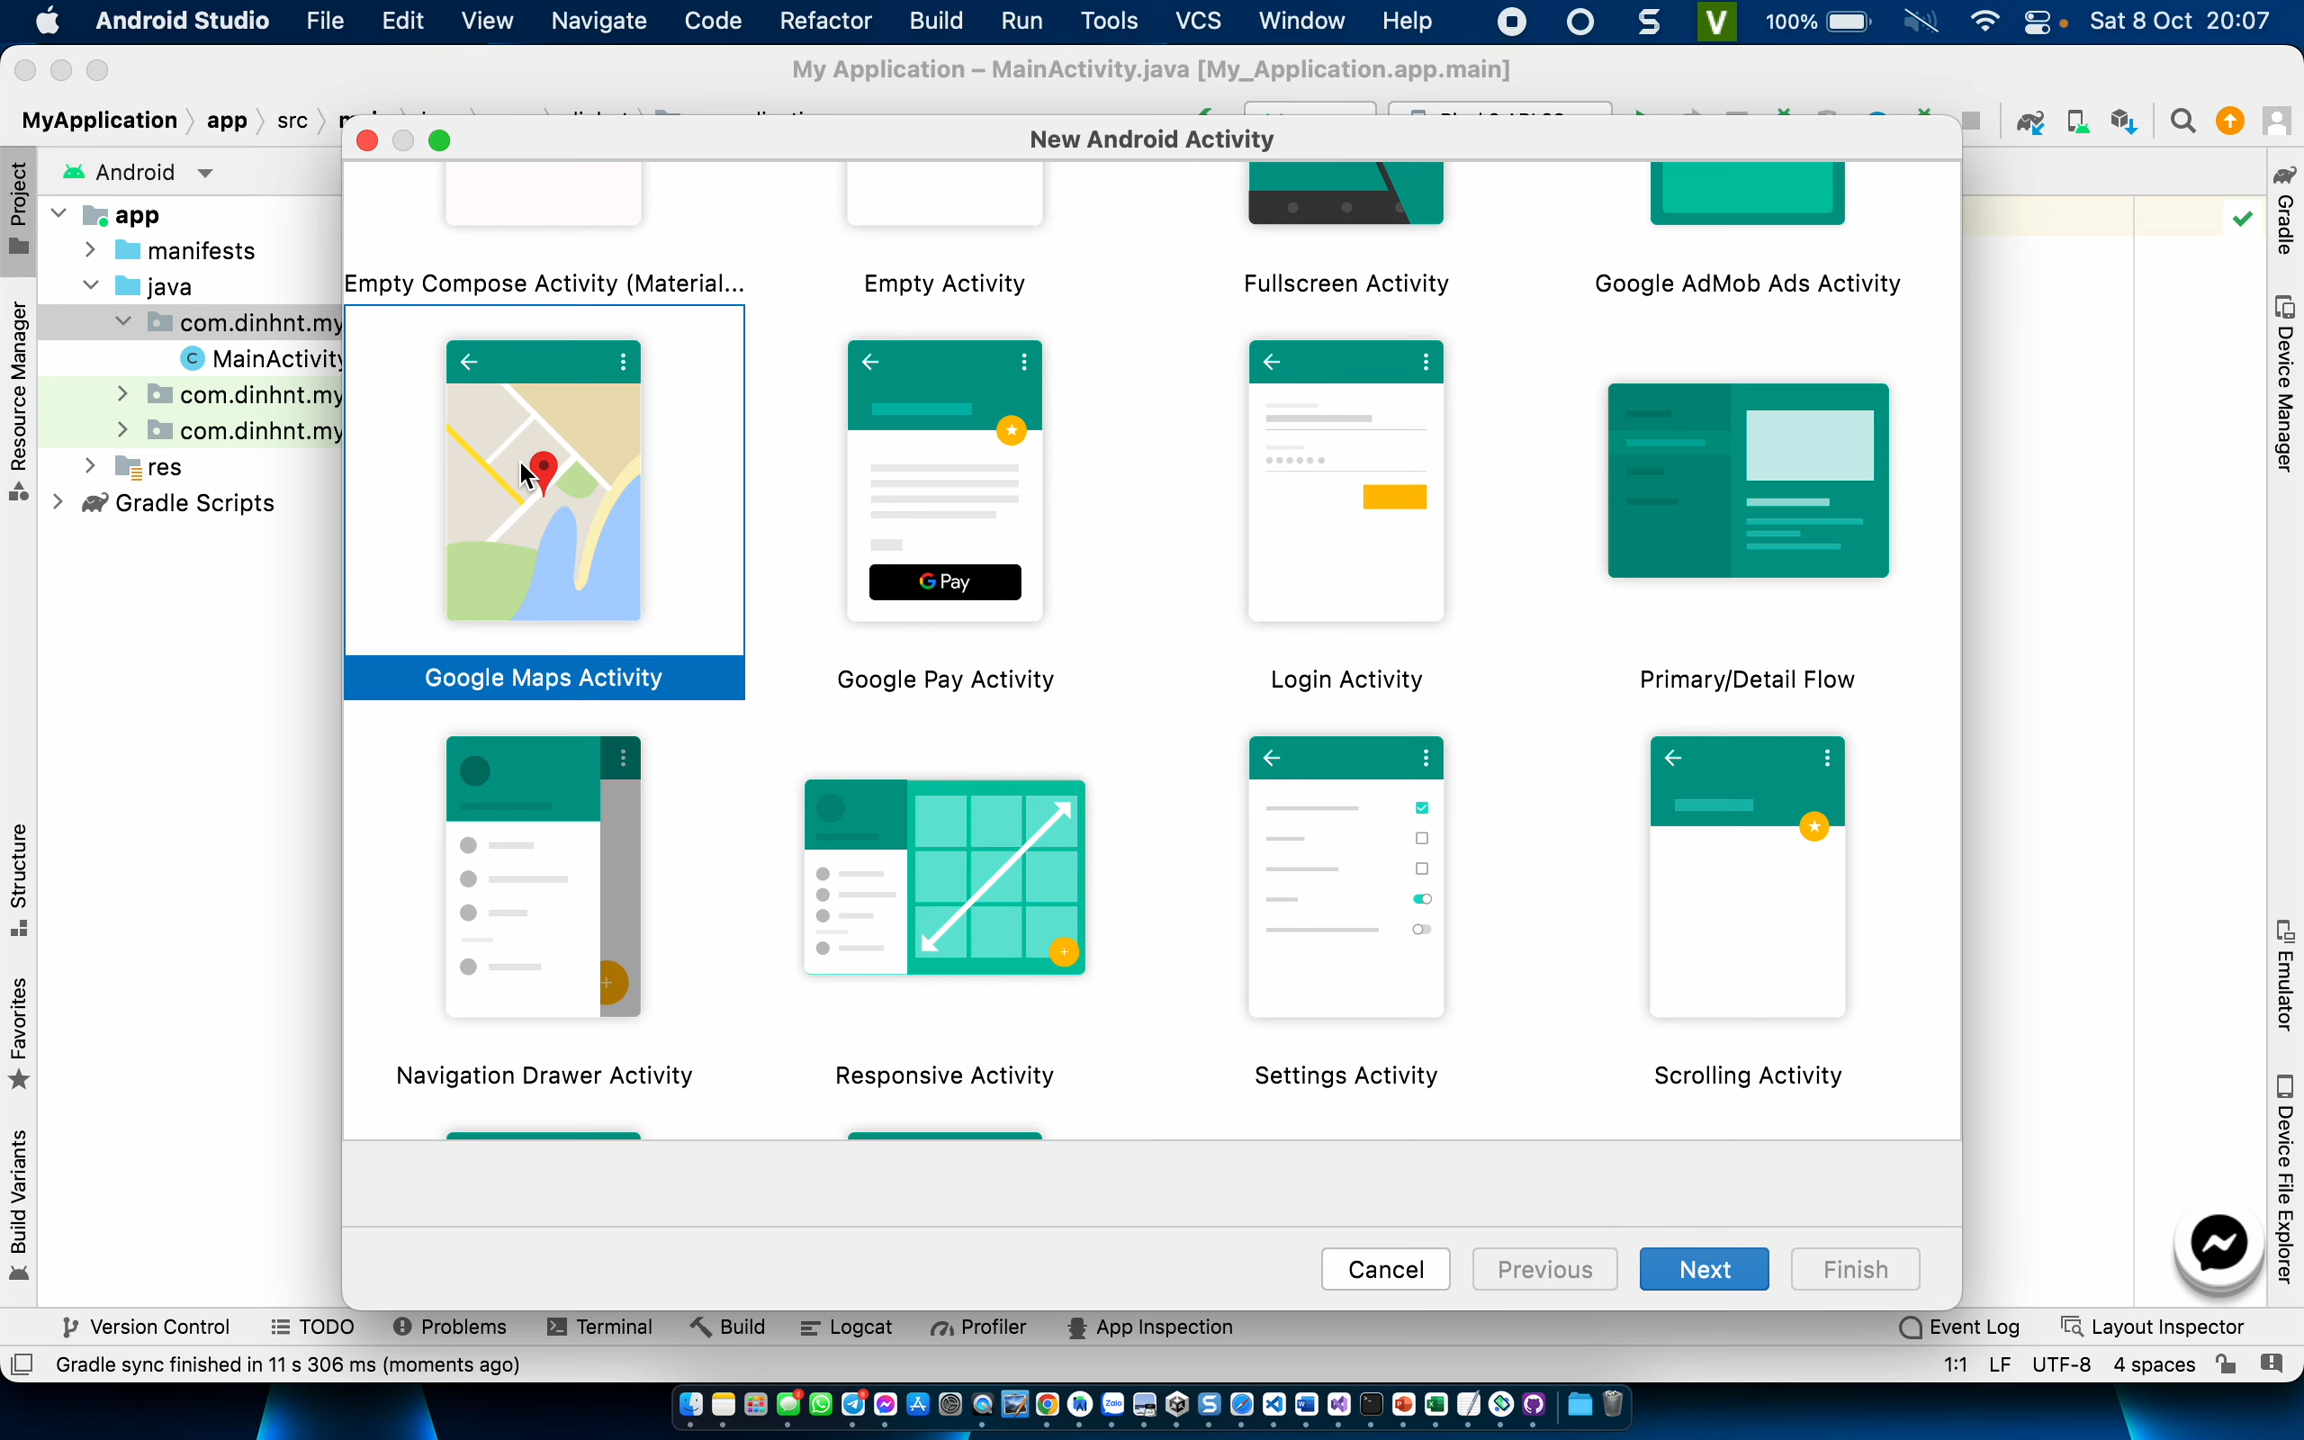 Android Studio File Edit View Navigate Code Refactor Build Run Tools VCS Window Help S V 100% Sat 8 Oct 20:07
My Application – MainActivity.java [My_Application.app.main]
MyApplication app src
New Android Activity
Project
Android
app
manifests
java
com.dinhnt.my
MainActivity
com.dinhnt.my
com.dinhnt.my
res
Gradle Scripts
Resource Manager
Structure
Favorites
Build Variants
Empty Compose Activity (Material... Empty Activity Fullscreen Activity Google AdMob Ads Activity
G Pay
Google Maps Activity Google Pay Activity Login Activity Primary/Detail Flow
Navigation Drawer Activity Responsive Activity Settings Activity Scrolling Activity
Cancel Previous Next Finish
Gradle
Device Manager
Emulator
Device File Explorer
Version Control TODO Problems Terminal Build Logcat Profiler App Inspection Event Log Layout Inspector
Gradle sync finished in 11 s 306 ms (moments ago) 1:1 LF UTF-8 4 spaces
Zalo